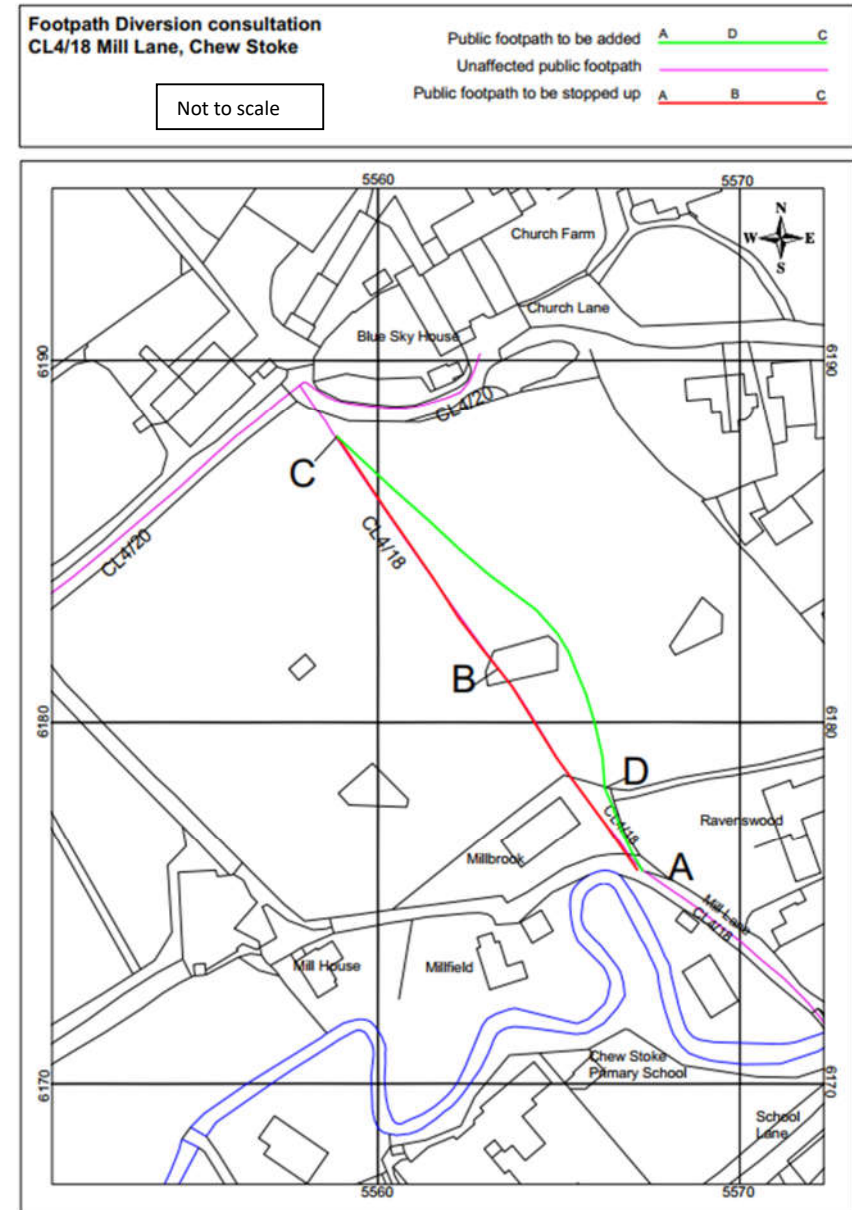 Footpath Diversion consultation
CL4/18 Mill Lane, Chew Stoke
Not to scale
Public footpath to be added A D C
Unaffected public footpath
Public footpath to be stopped up A B C
5560
5570
N
W E
S
Church Farm
Church Lane
Blue Sky House
6190
6190
CL4/20
C
CL4/20
CL4/18
B
6180
6180
D
CL4/18
Ravenswood
Millbrook
A
Mill Lane
CL4/18
Mill House
Millfield
Chew Stoke
Primary School
6170
6170
School
Lane
5560
5570